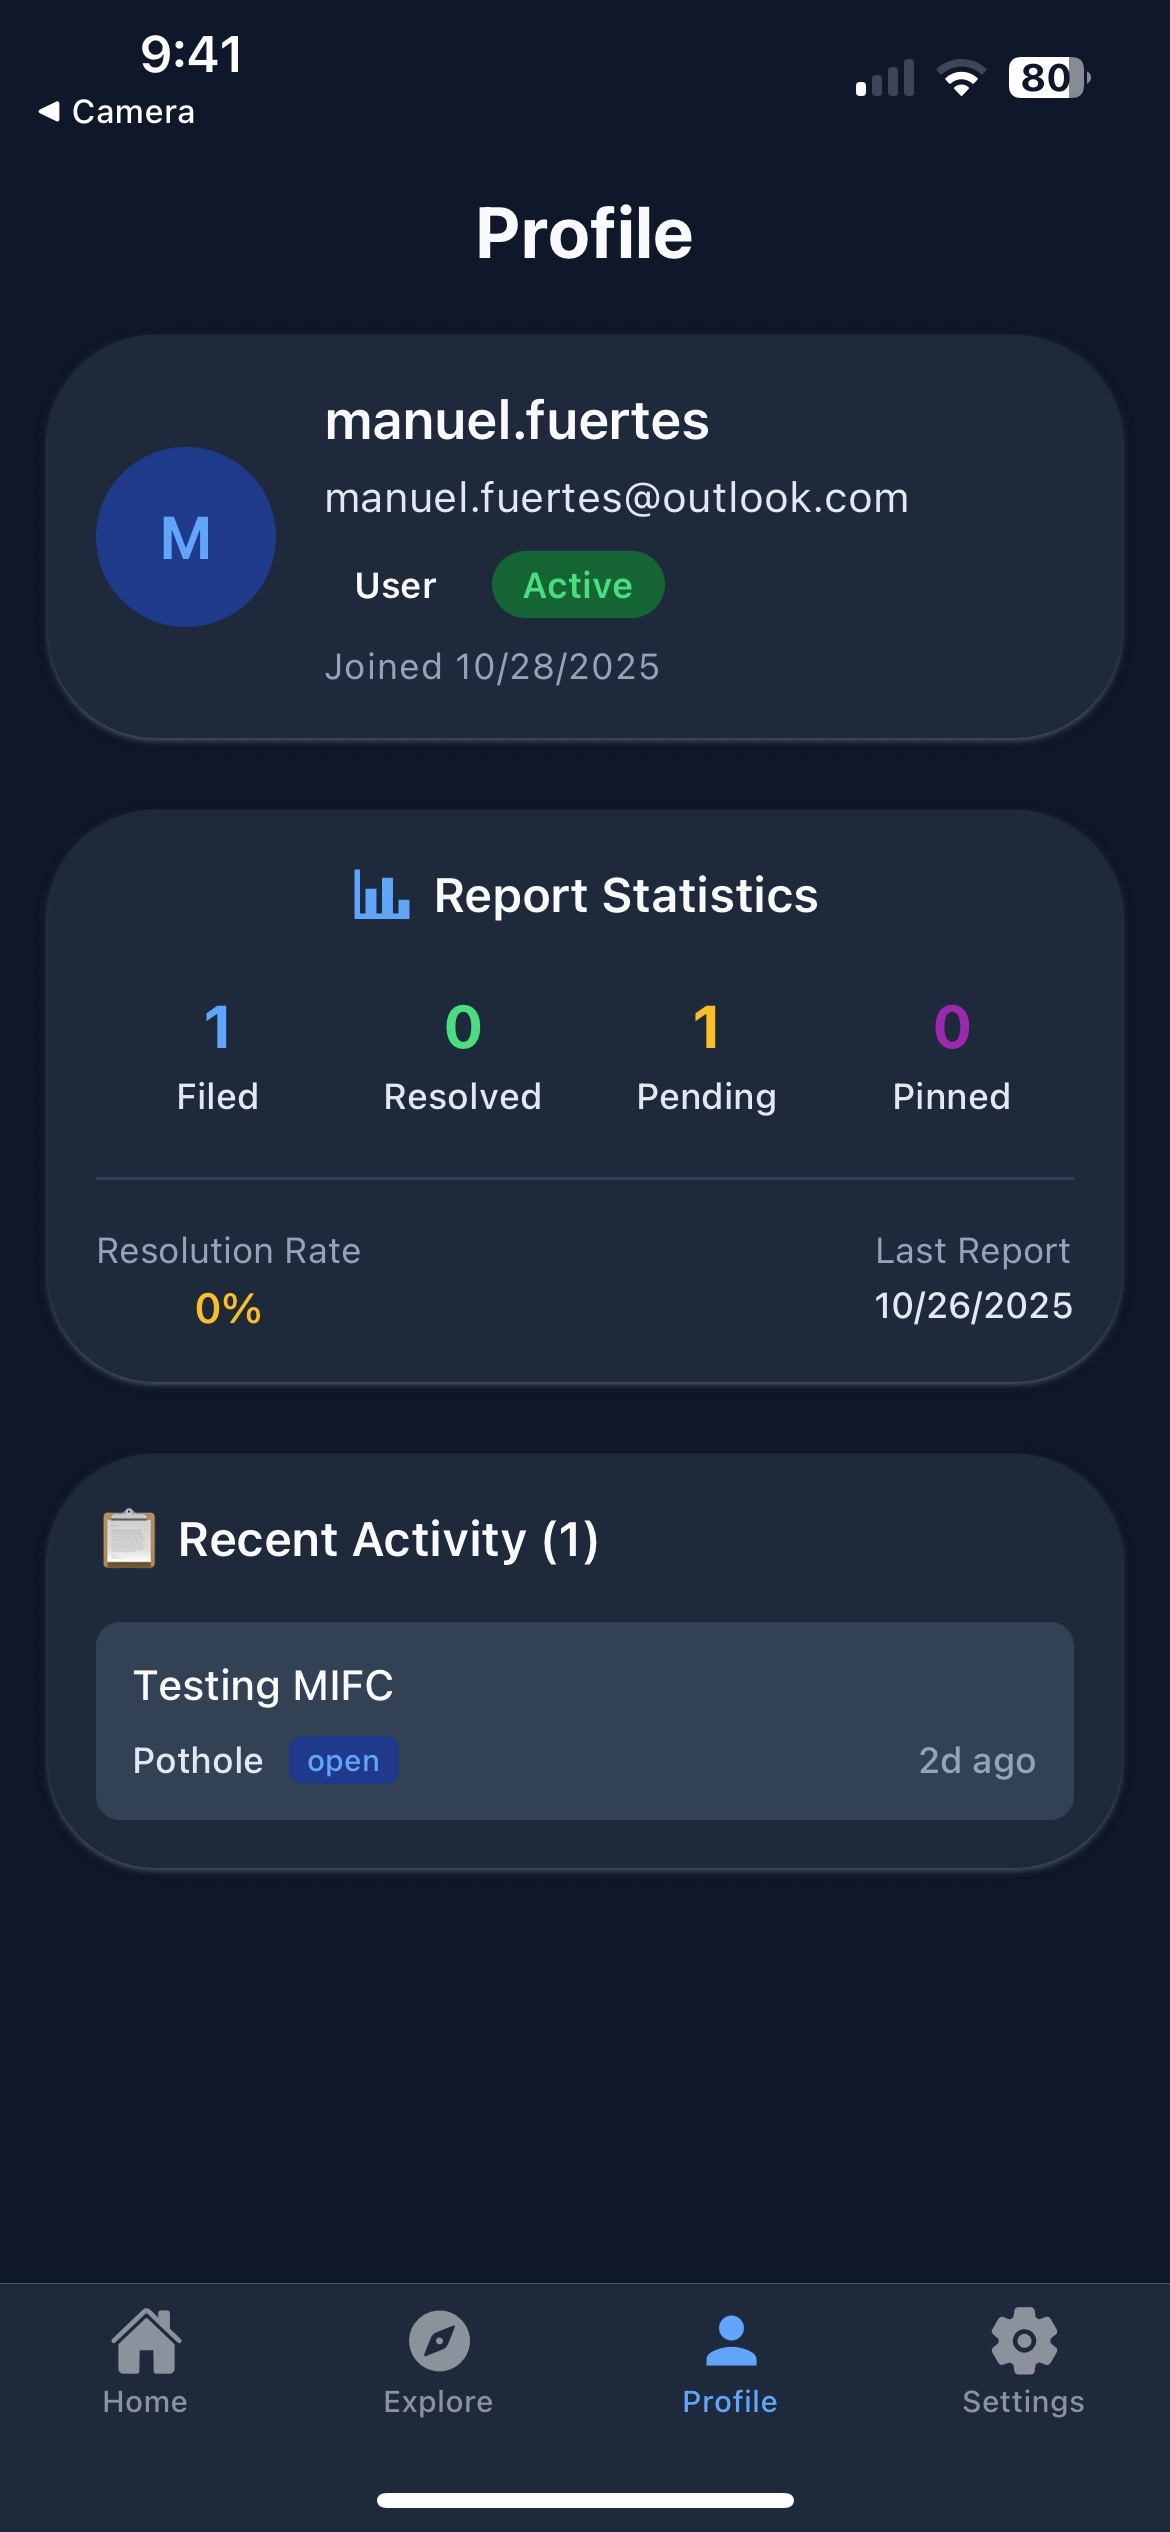 9:41
80
◀ Camera
Profile
M
manuel.fuertes
manuel.fuertes@outlook.com
User Active
Joined 10/28/2025
Report Statistics
1 0 1 0
Filed Resolved Pending Pinned
Resolution Rate Last Report
0% 10/26/2025
Recent Activity (1)
Testing MIFC
Pothole open 2d ago
Home Explore Profile Settings